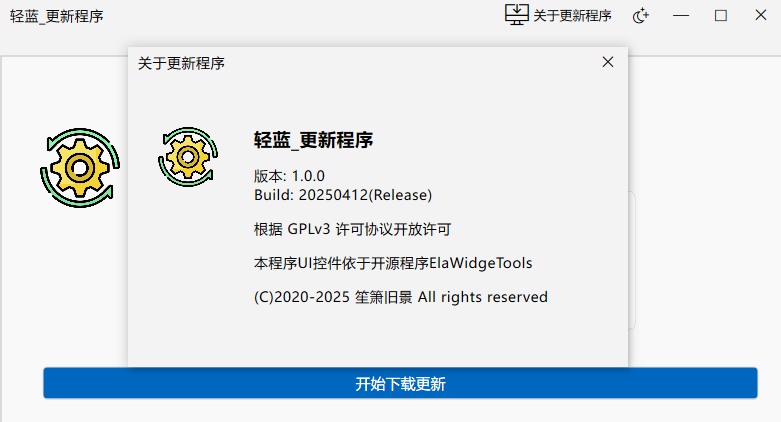 轻蓝_更新程序
关于更新程序
关于更新程序
轻蓝_更新程序
版本: 1.0.0
Build: 20250412(Release)
根据 GPLv3 许可协议开放许可
本程序UI控件依于开源程序ElaWidgeTools
(C)2020-2025 笙箫旧景 All rights reserved
开始下载更新